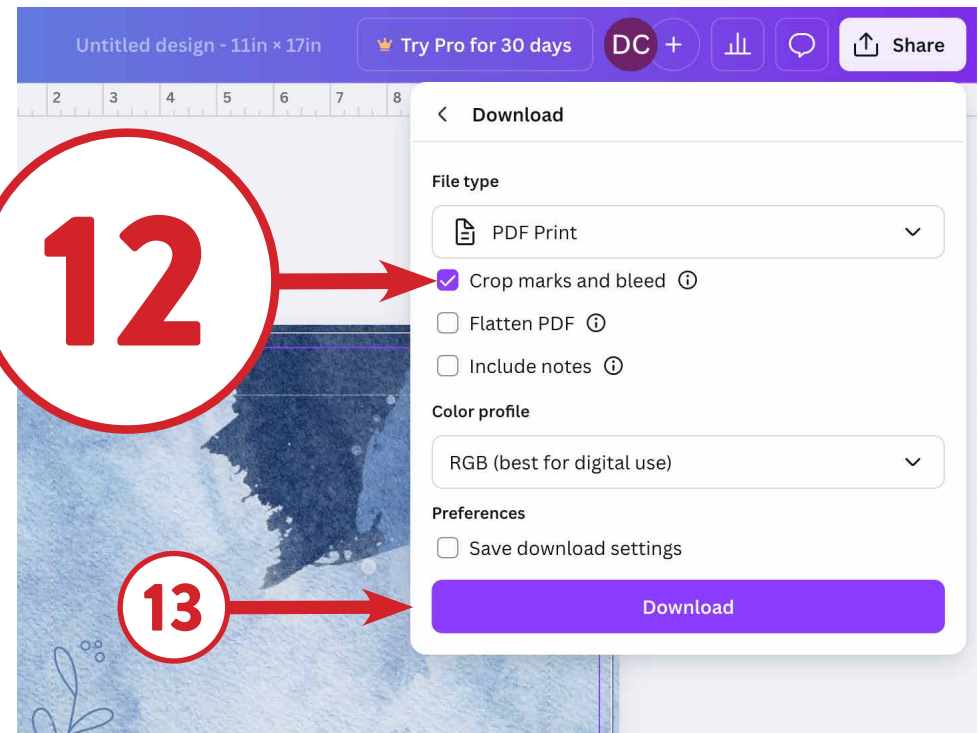 Untitled design - 11in × 17in
Try Pro for 30 days
DC
+
Share
2 3 4 5 6 7 8
Download
File type
PDF Print
12
Crop marks and bleed
Flatten PDF
Include notes
Color profile
RGB (best for digital use)
Preferences
Save download settings
13
Download